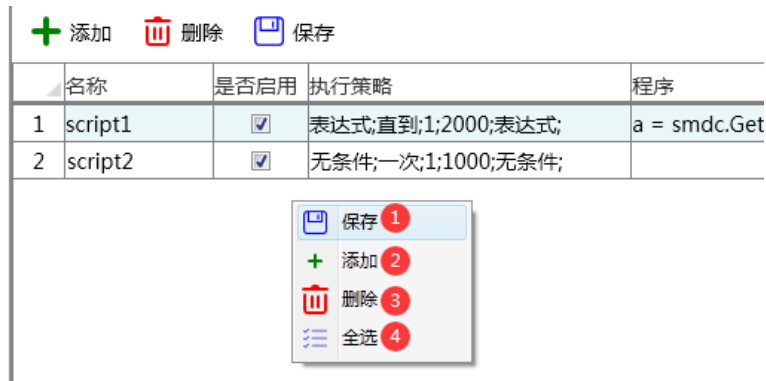 添加 删除 保存
名称 是否启用 执行策略 程序
1 script1 表达式;直到;1;2000;表达式; a = smdc.Get
2 script2 无条件;一次;1;1000;无条件;
保存 1
添加 2
删除 3
全选 4